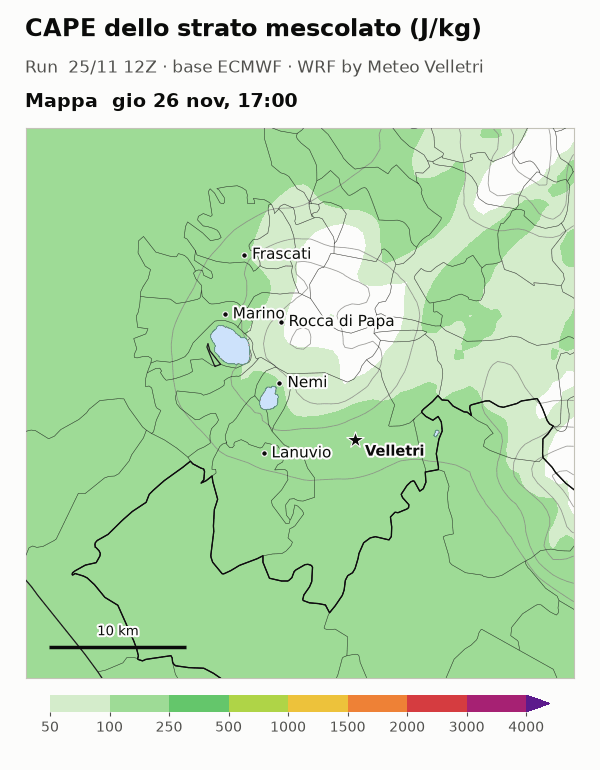 CAPE dello strato mescolato (J/kg)
Run  25/11 12Z · base ECMWF · WRF by Meteo Velletri
Mappa  gio 26 nov, 17:00
Frascati
Marino
Rocca di Papa
Nemi
Velletri
Lanuvio
10 km
50 100 250 500 1000 1500 2000 3000 4000